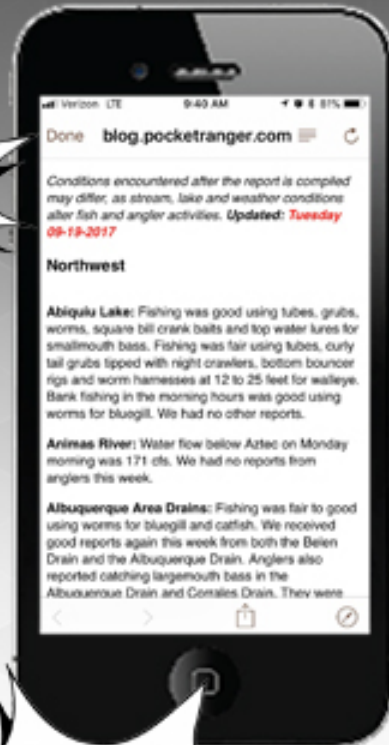 Verizon LTE 9:40 AM 81%
Done blog.pocketranger.com
Conditions encountered after the report is compiled
may differ, as stream, lake and weather conditions
alter fish and angler activities. Updated: Tuesday
09-19-2017
Northwest
Abiquiu Lake: Fishing was good using tubes, grubs,
worms, square bill crank baits and top water lures for
smallmouth bass. Fishing was fair using tubes, curly
tail grubs tipped with night crawlers, bottom bouncer
rigs and worm harnesses at 12 to 25 feet for walleye.
Bank fishing in the morning hours was good using
worms for bluegill. We had no other reports.
Animas River: Water flow below Aztec on Monday
morning was 171 cfs. We had no reports from
anglers this week.
Albuquerque Area Drains: Fishing was fair to good
using worms for bluegill and catfish. We received
good reports again this week from both the Belen
Drain and the Albuquerque Drain. Anglers also
reported catching largemouth bass in the
Albuquerque Drain and Corrales Drain. They were